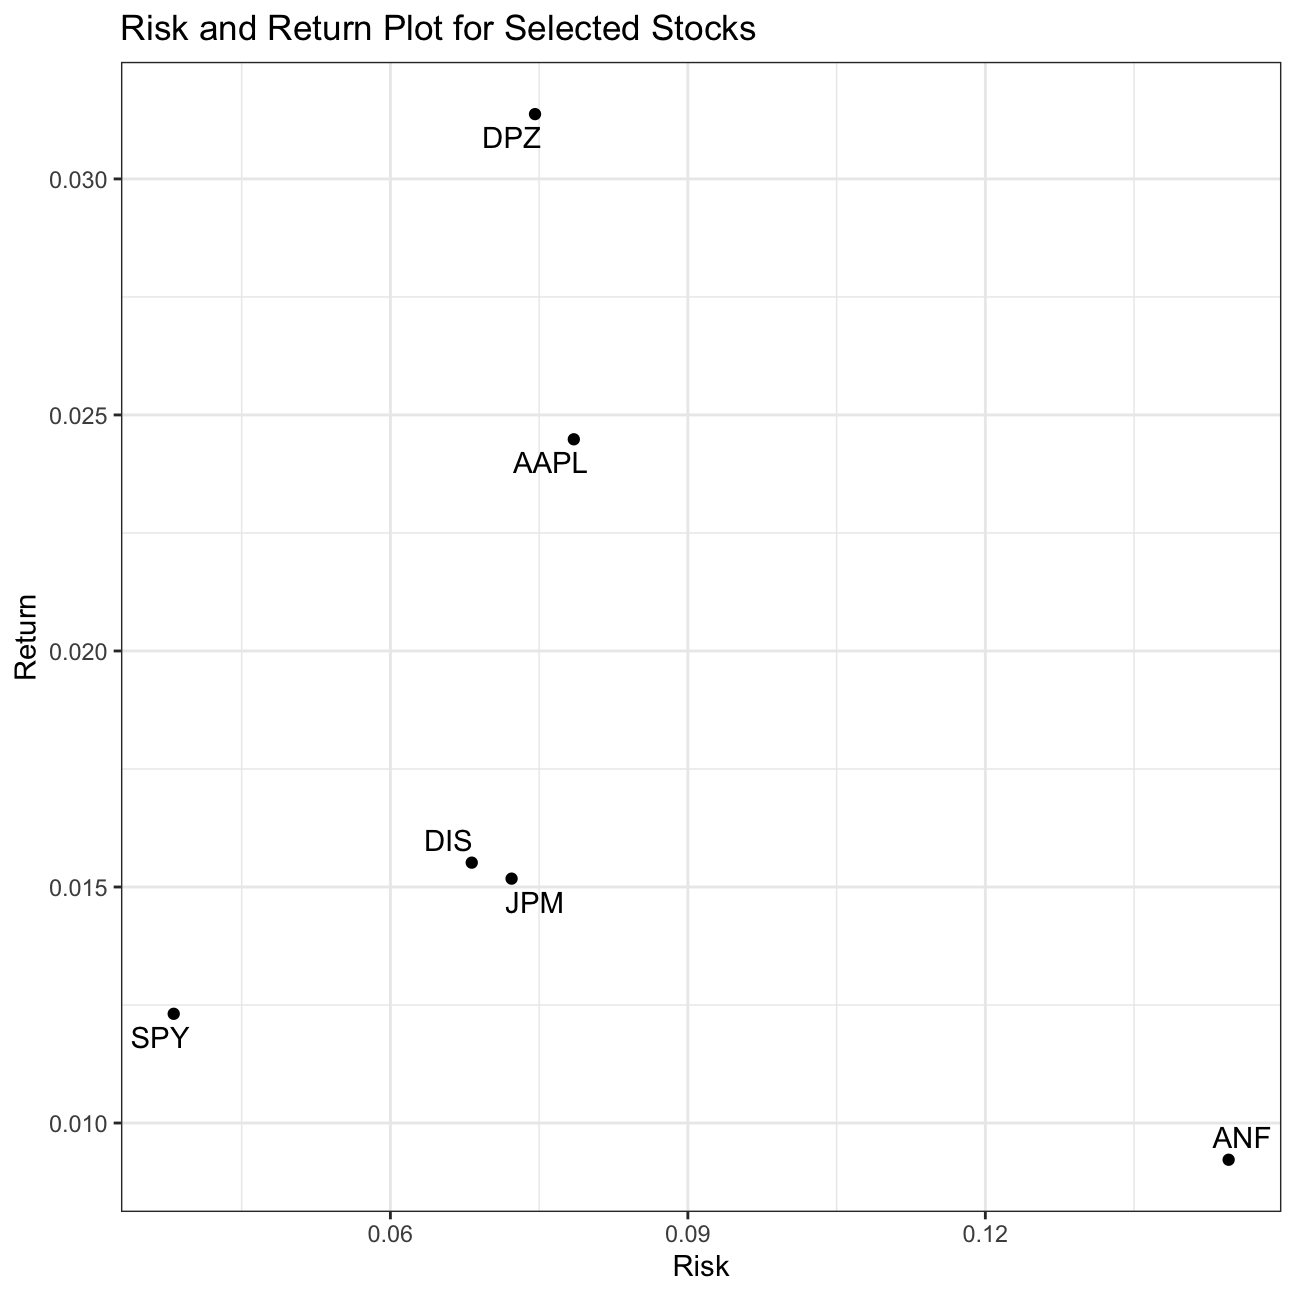 Risk and Return Plot for Selected Stocks
DPZ
0.030
0.025
AAPL
Return
0.020
DIS
0.015
JPM
SPY
0.010
ANF
0.06
0.09
0.12
Risk